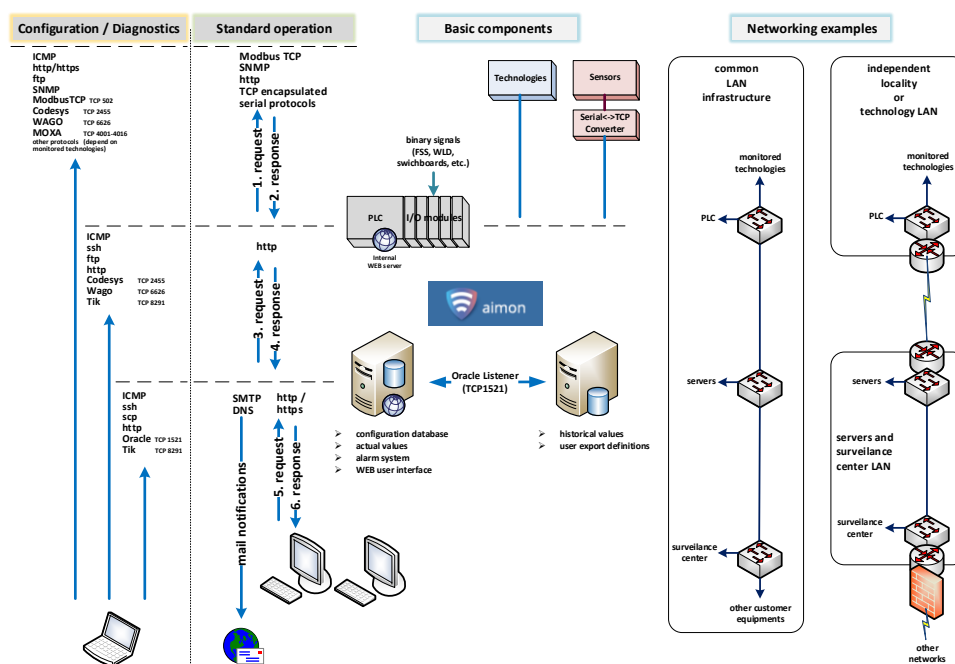 Configuration / Diagnostics
ICMP
http/https
ftp
SNMP
ModbusTCP TCP 502
Codesys TCP 2455
WAGO TCP 6626
MOXA TCP 4001-4016
other protocols (depend on
monitored technologies)
ICMP
ssh
ftp
http
Codesys TCP 2455
Wago TCP 6626
Tik TCP 8291
ICMP
ssh
scp
http
Oracle TCP 1521
Tik TCP 8291
Standard operation
Modbus TCP
SNMP
http
TCP encapsulated
serial protocols
1. request
2. response
http
3. request
4. response
SMTP
DNS
http /
https
5. request
6. response
mail notifications
Basic components
Technologies
Sensors
Serial<->TCP
Converter
binary signals
(FSS, WLD,
swichboards, etc.)
PLC
I/O modules
Internal
WEB server
aimon
Oracle Listener
(TCP1521)
configuration database
actual values
alarm system
WEB user interface
historical values
user export definitions
Networking examples
common
LAN
infrastructure
monitored
technologies
PLC
servers
surveilance
center
other customer
equipments
independent
locality
or
technology LAN
monitored
technologies
PLC
servers
servers and
surveilance
center LAN
surveilance
center
other
networks